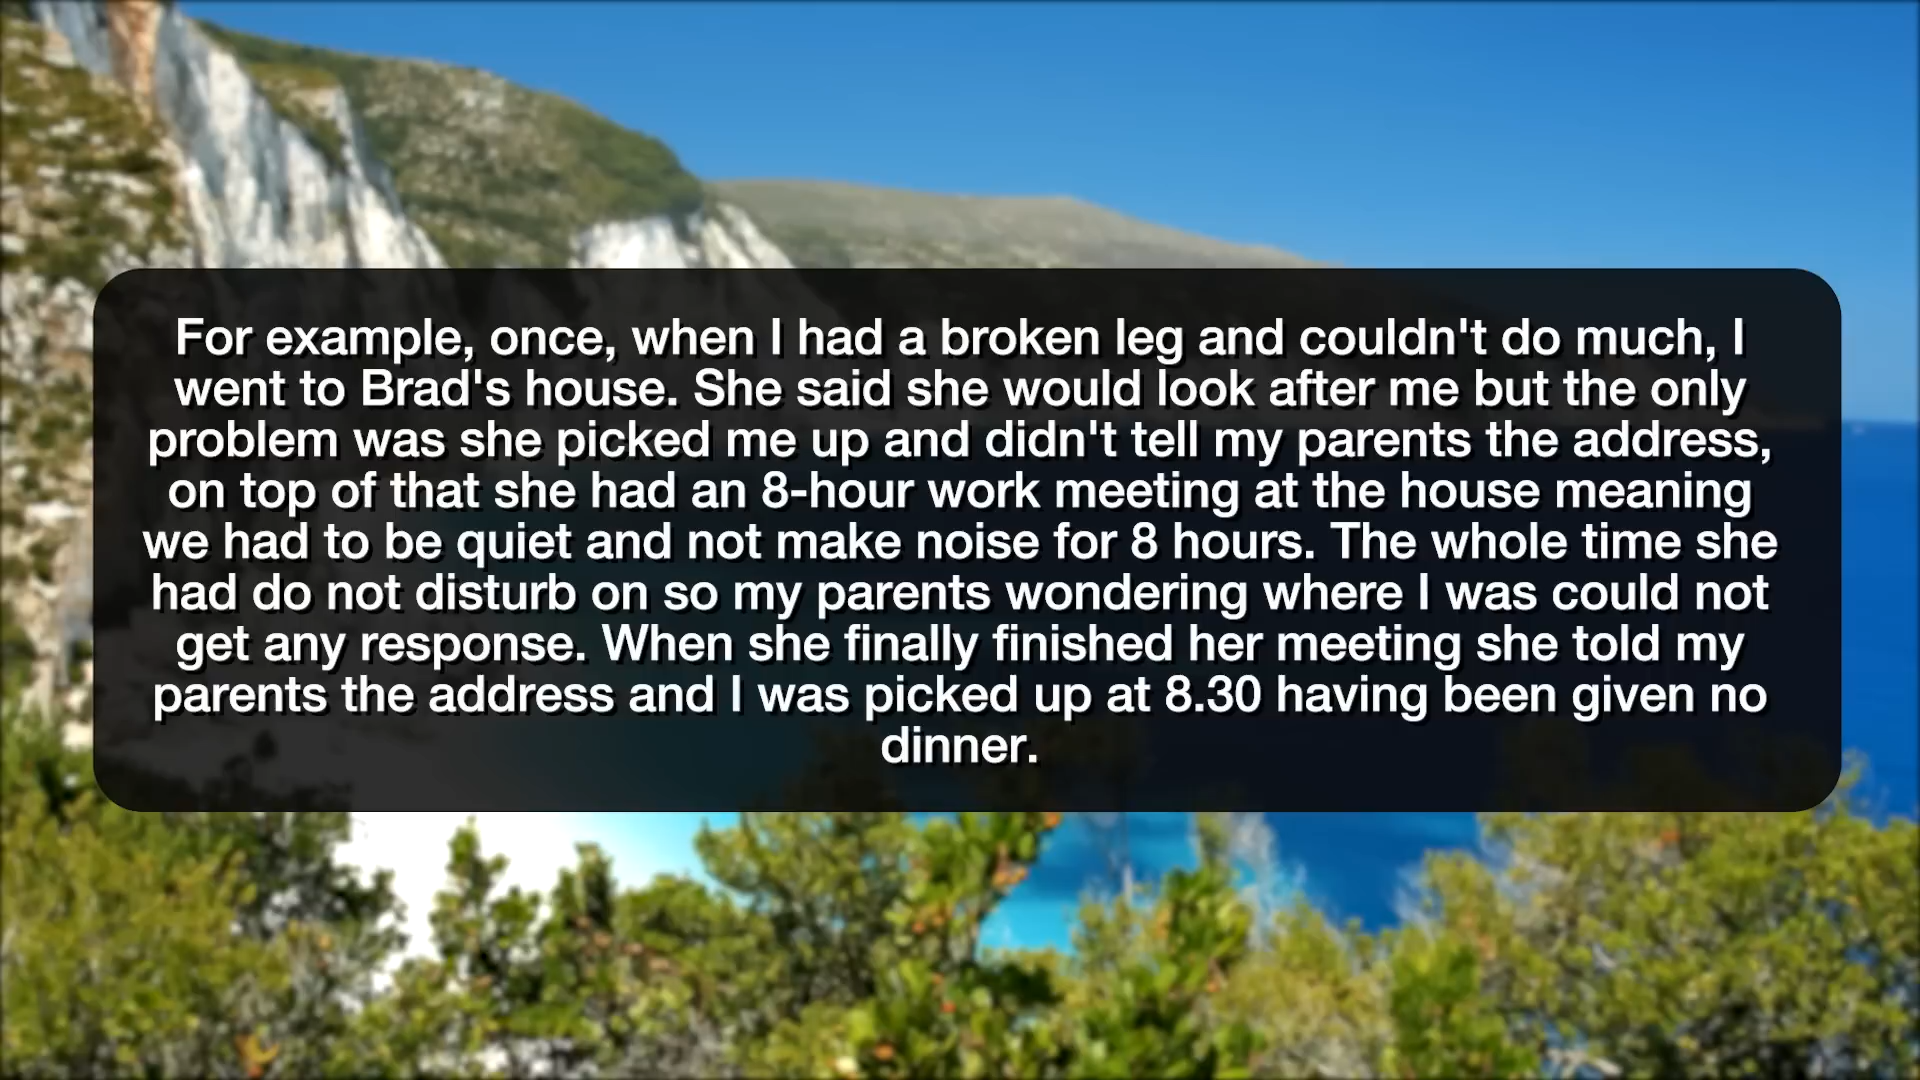 For example, once, when I had a broken leg and couldn't do much, I
went to Brad's house. She said she would look after me but the only
problem was she picked me up and didn't tell my parents the address,
on top of that she had an 8-hour work meeting at the house meaning
we had to be quiet and not make noise for 8 hours. The whole time she
had do not disturb on so my parents wondering where I was could not
get any response. When she finally finished her meeting she told my
parents the address and I was picked up at 8.30 having been given no
dinner.